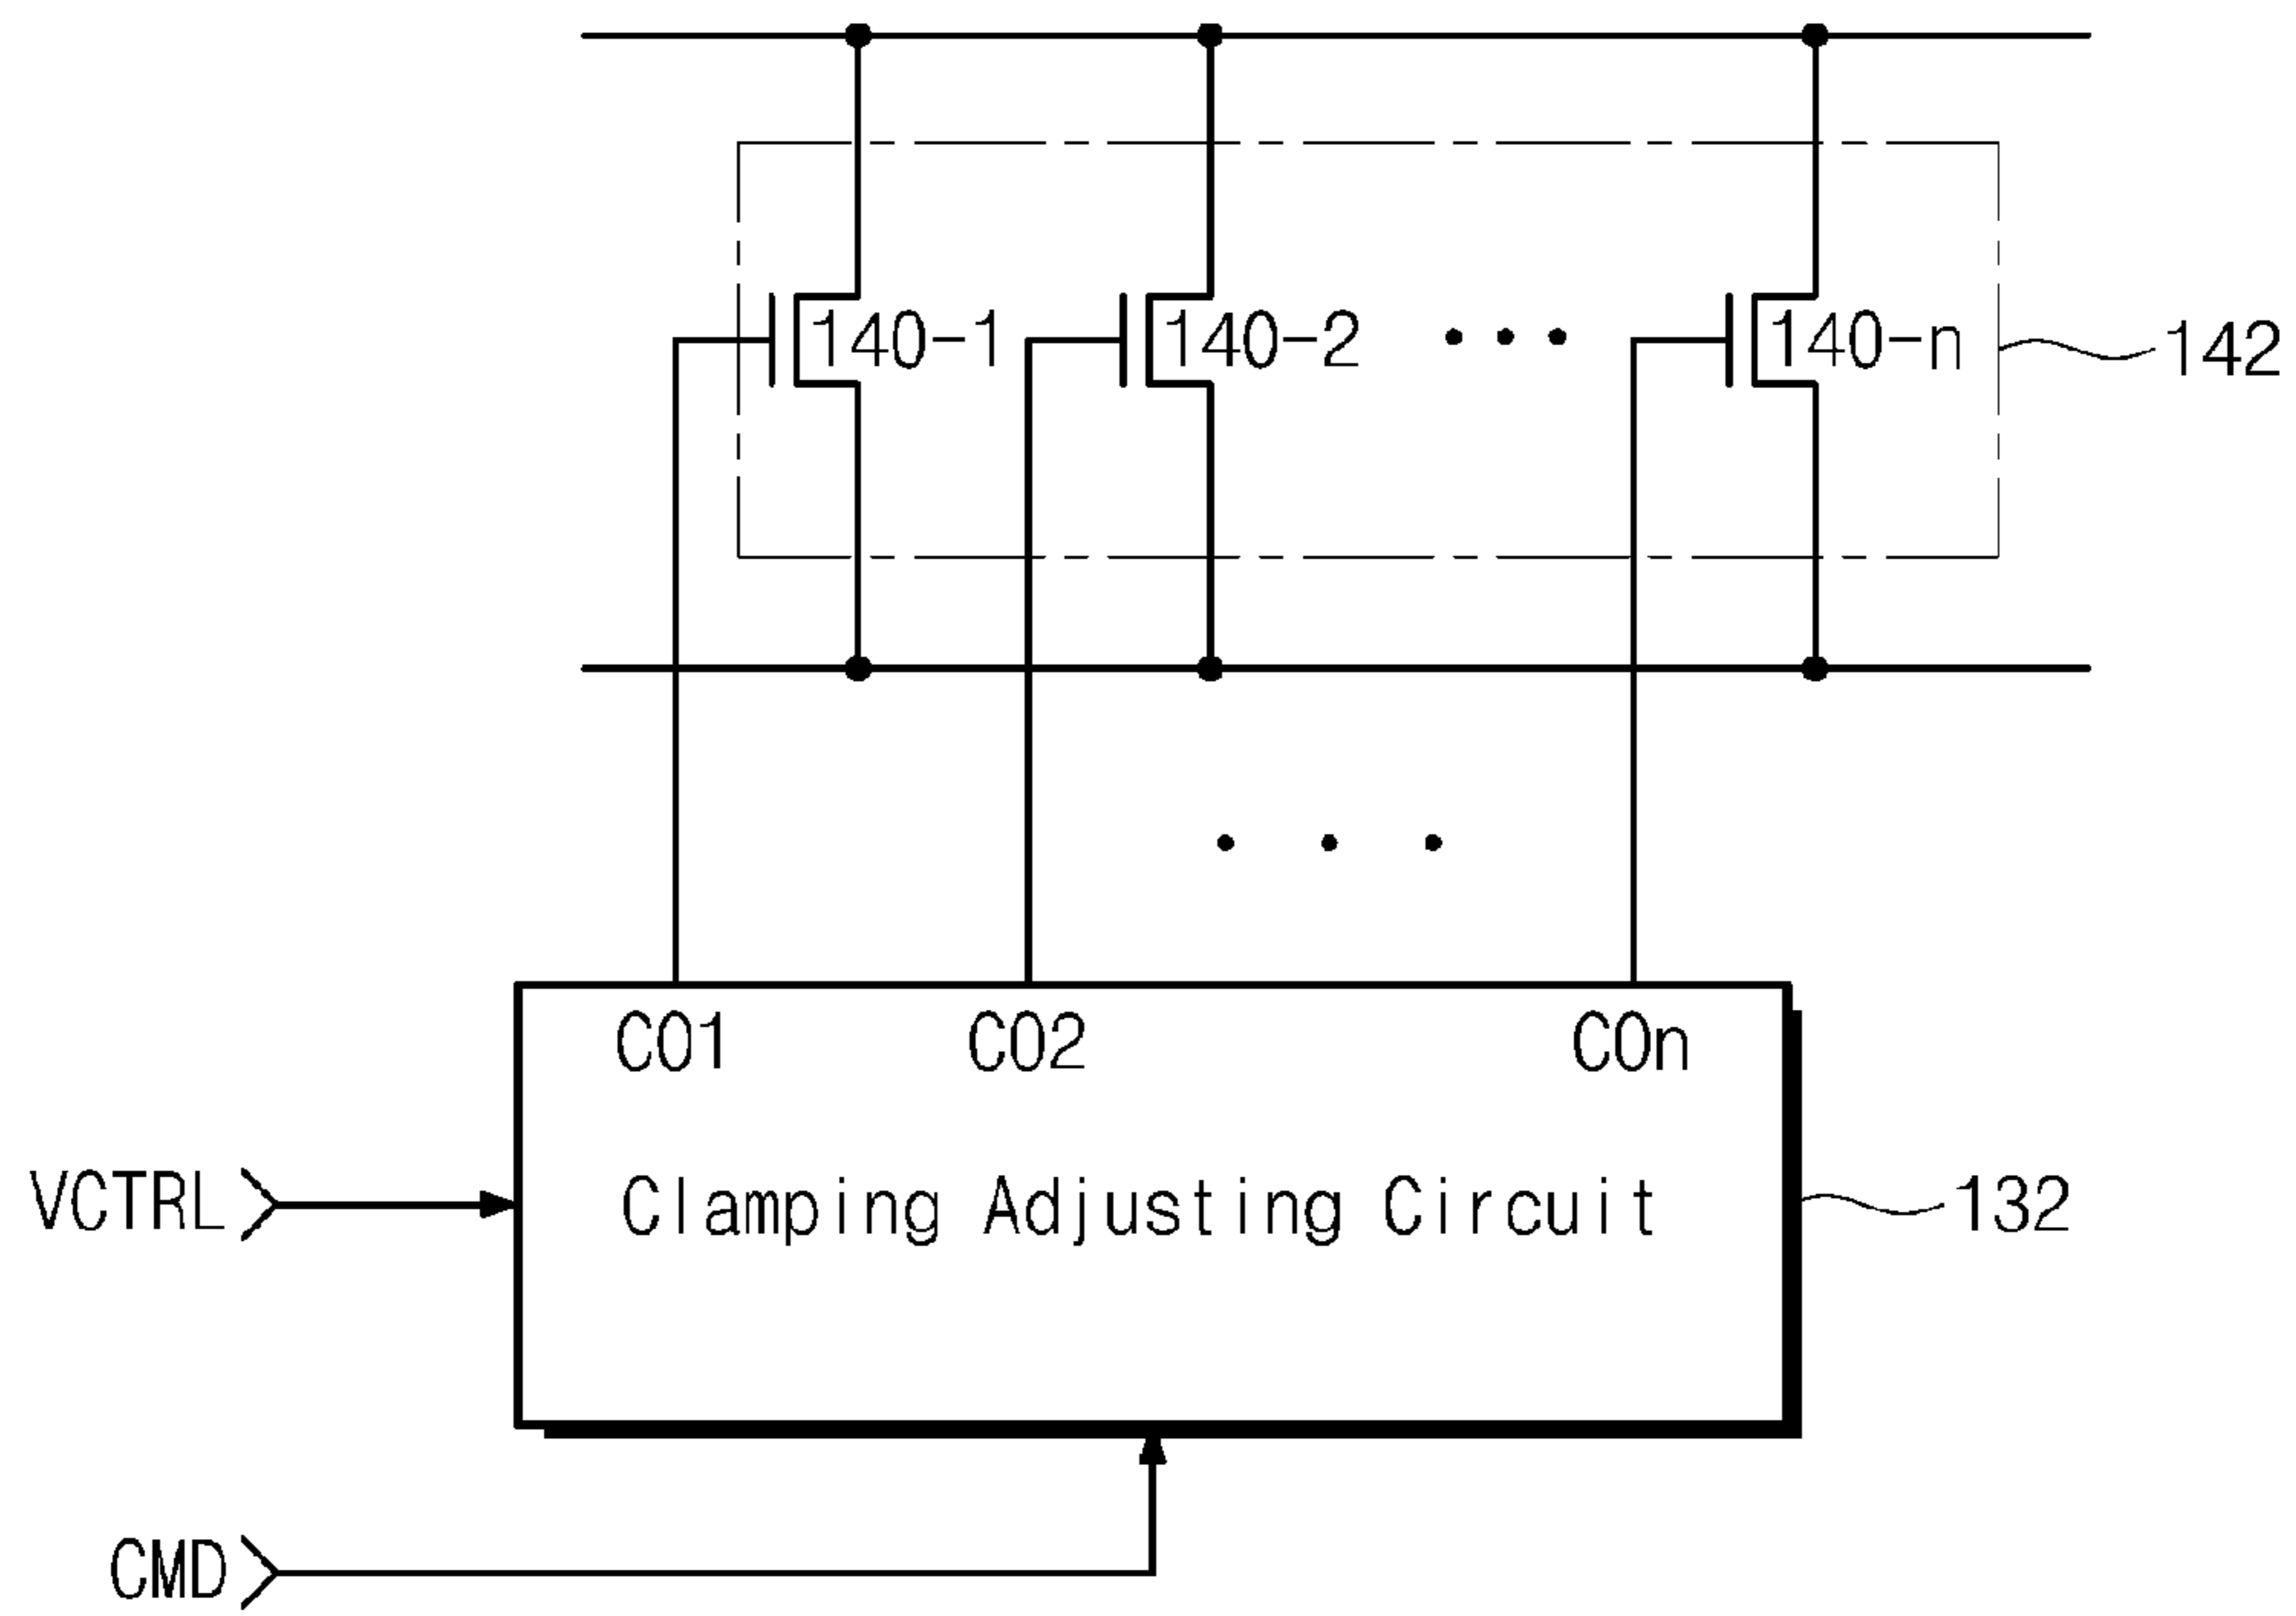 140-1 140-2 140-n 142
CO1 CO2 COn
VCTRL Clamping Adjusting Circuit 132
CMD